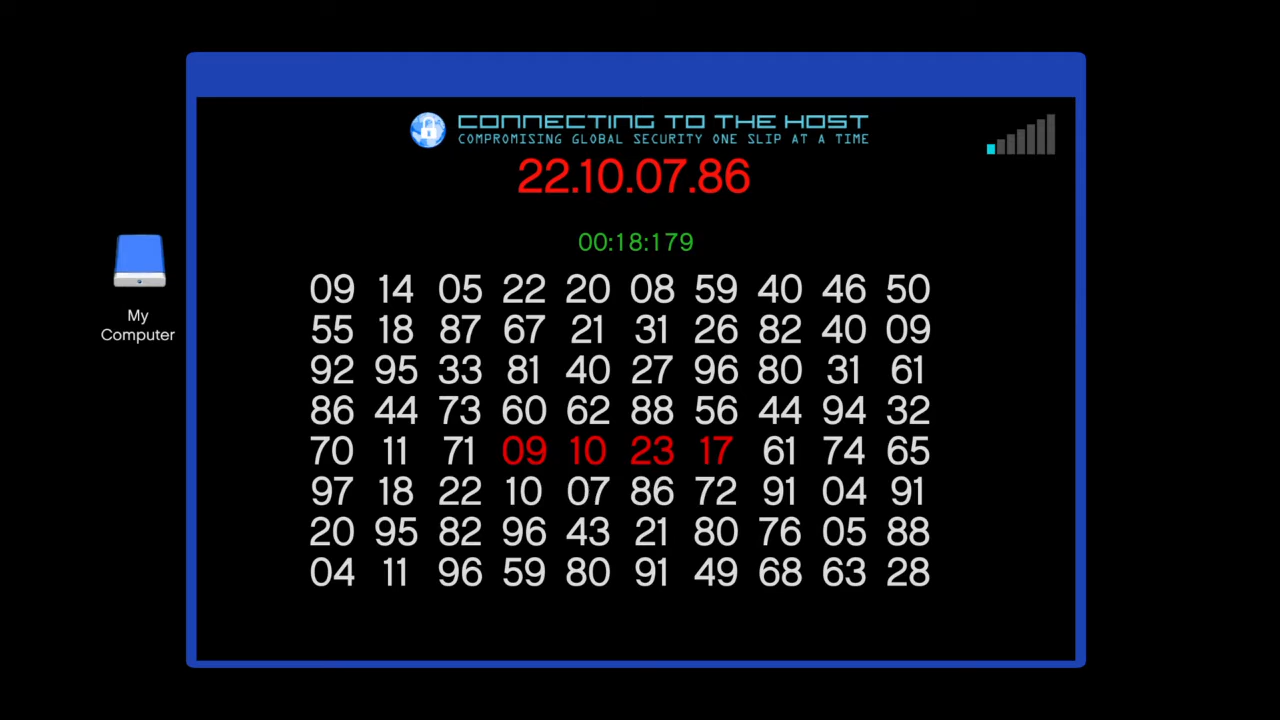 CONNECTING TO THE HOST
COMPROMISING GLOBAL SECURITY ONE SLIP AT A TIME
22.10.07.86
00:18:179
09 14 05 22 20 08 59 40 46 50
55 18 87 67 21 31 26 82 40 09
92 95 33 81 40 27 96 80 31 61
86 44 73 60 62 88 56 44 94 32
70 11 71 09 10 23 17 61 74 65
97 18 22 10 07 86 72 91 04 91
20 95 82 96 43 21 80 76 05 88
04 11 96 59 80 91 49 68 63 28
My
Computer